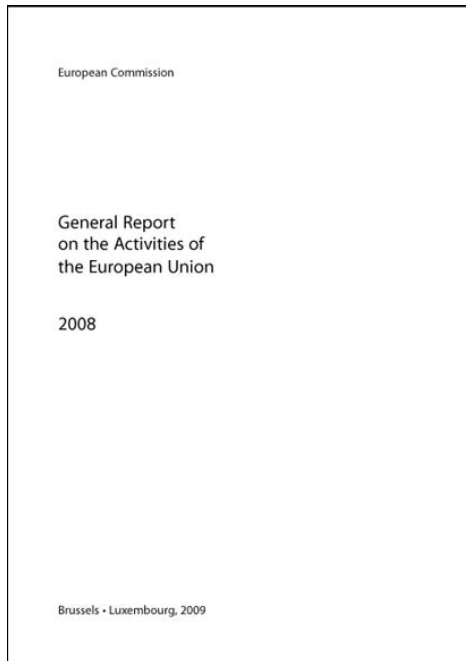 European Commission
General Report
on the Activities of
the European Union
2008
Brussels • Luxembourg, 2009